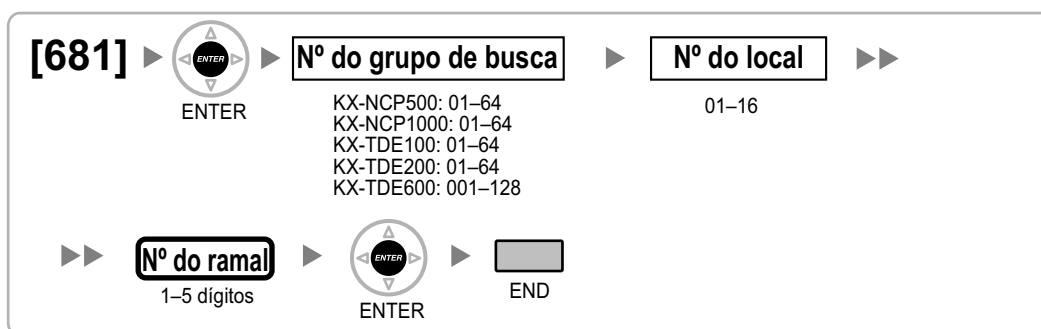 [681] ENTER Nº do grupo de busca Nº do local
ENTER
KX-NCP500: 01–64
KX-NCP1000: 01–64
KX-TDE100: 01–64
KX-TDE200: 01–64
KX-TDE600: 001–128
01–16
Nº do ramal ENTER
1–5 dígitos
ENTER
END